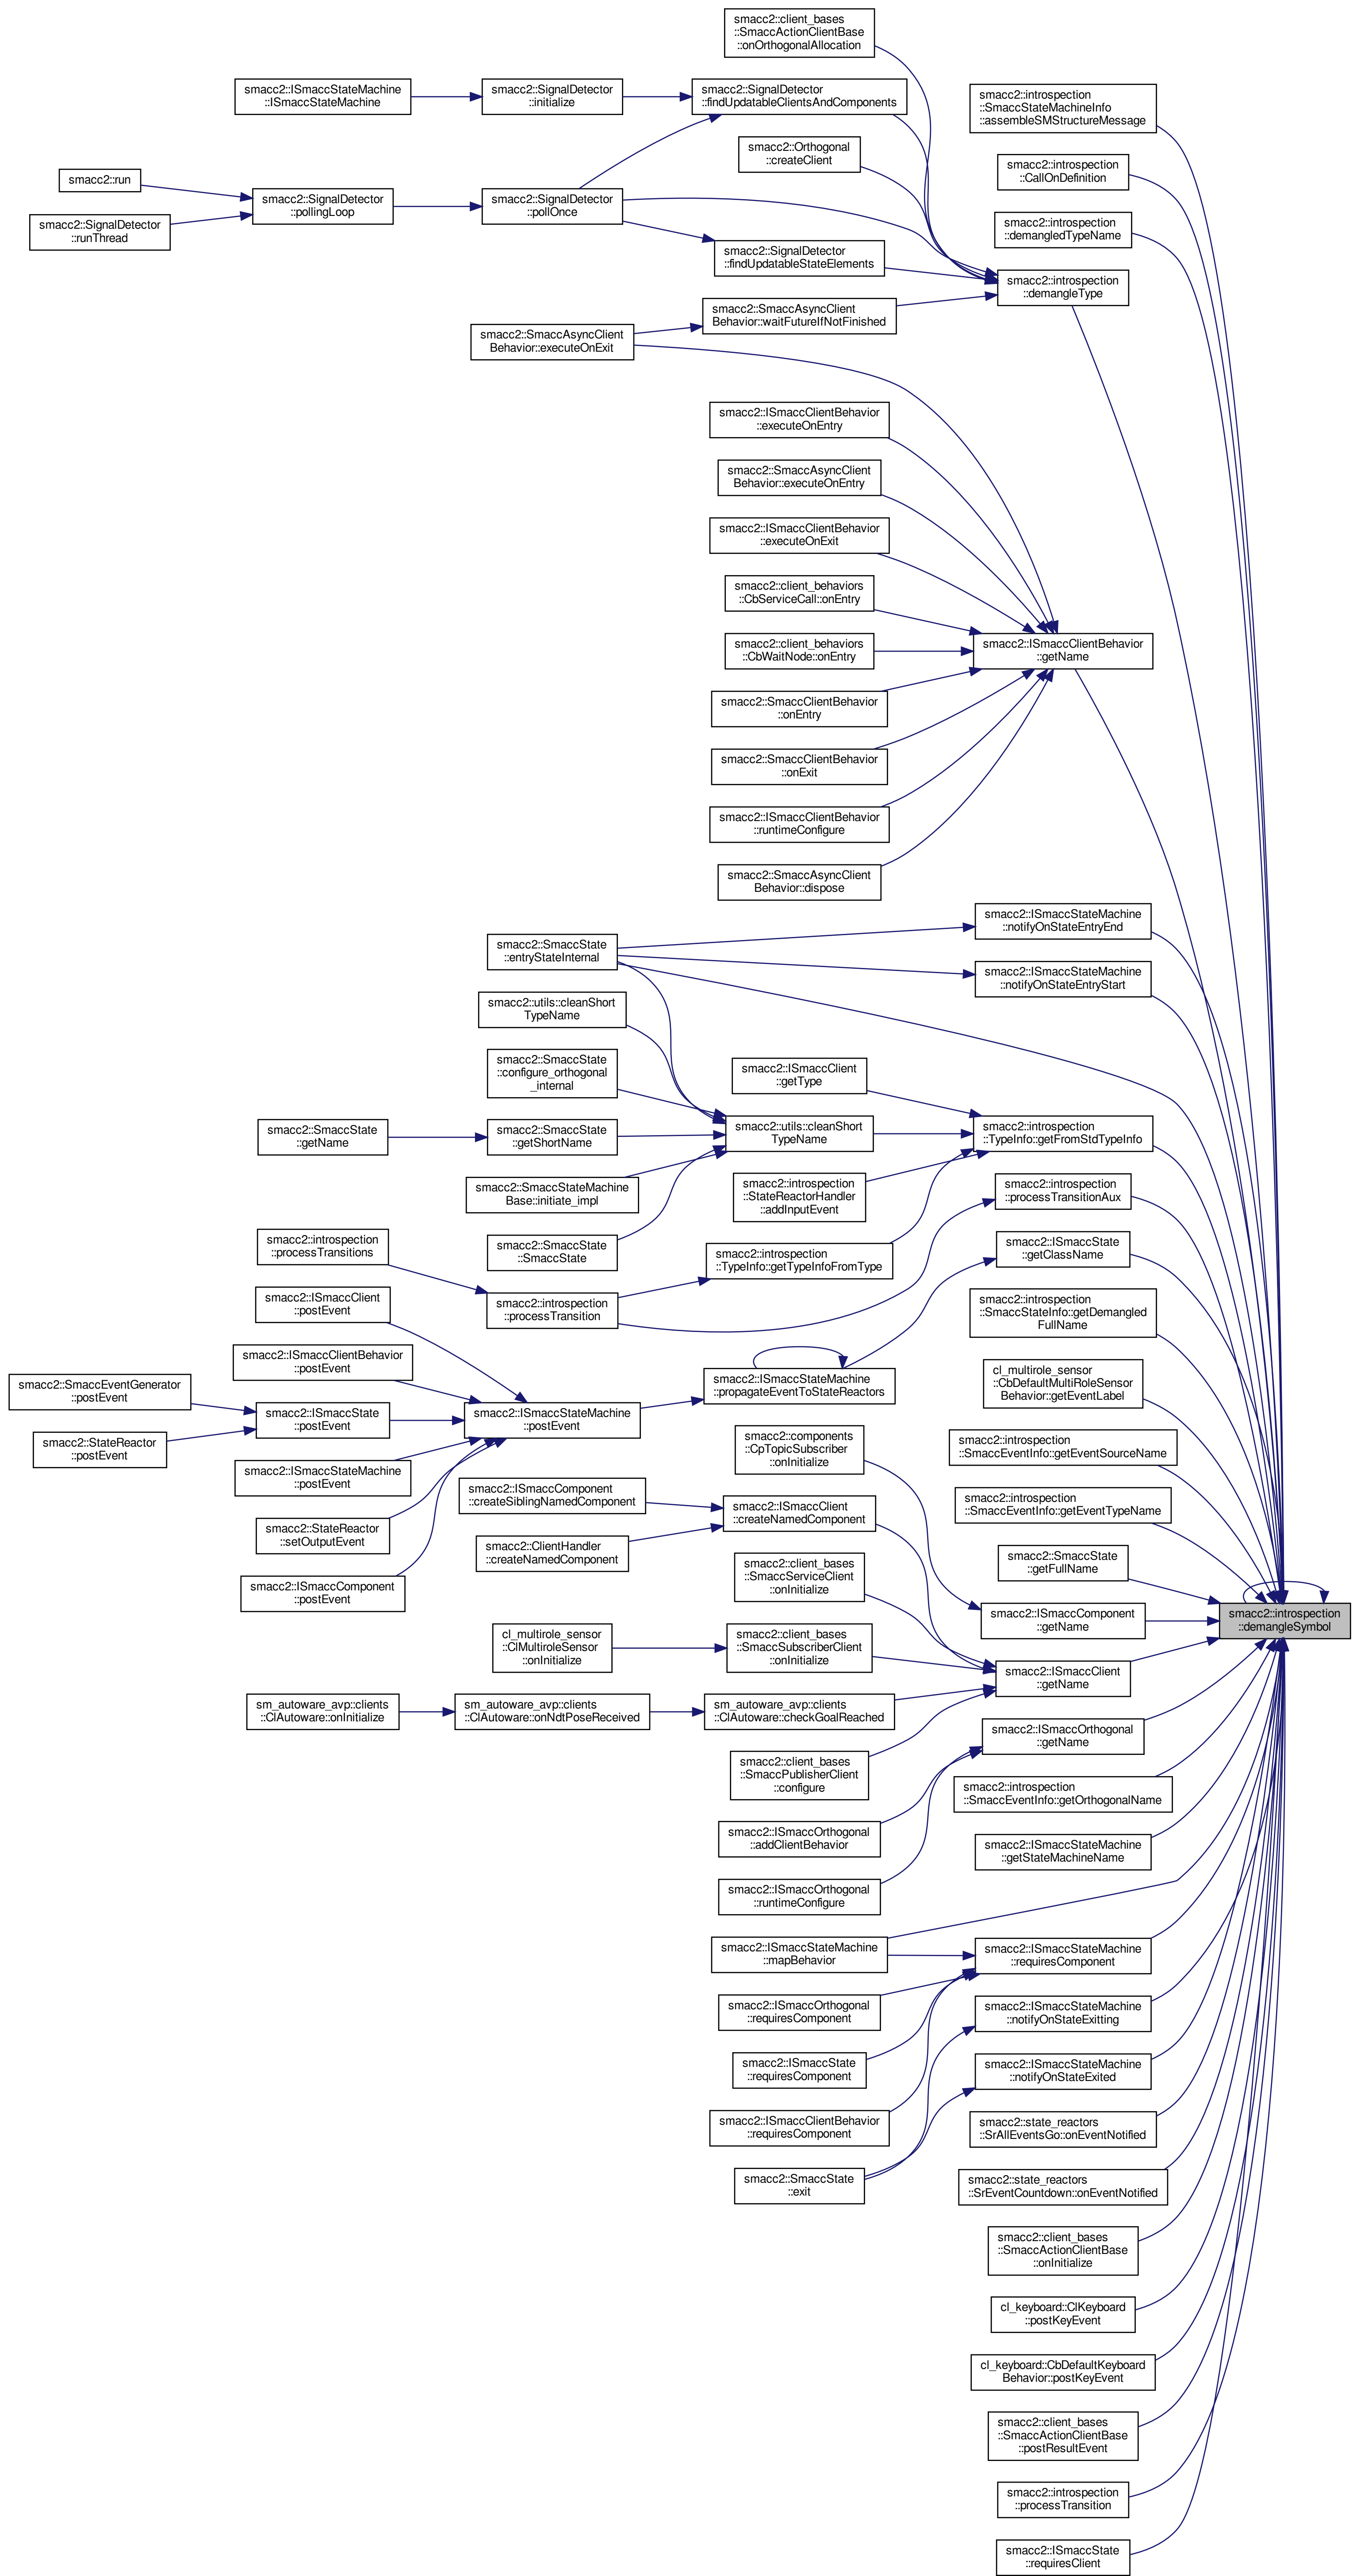 smacc2::client_bases
::SmaccActionClientBase
::onOrthogonalAllocation
smacc2::ISmaccStateMachine
::ISmaccStateMachine
smacc2::SignalDetector
::initialize
smacc2::SignalDetector
::findUpdatableClientsAndComponents
smacc2::introspection
::SmaccStateMachineInfo
::assembleSMStructureMessage
smacc2::Orthogonal
::createClient
smacc2::introspection
::CallOnDefinition
smacc2::run
smacc2::SignalDetector
::runThread
smacc2::SignalDetector
::pollingLoop
smacc2::SignalDetector
::pollOnce
smacc2::introspection
::demangledTypeName
smacc2::SignalDetector
::findUpdatableStateElements
smacc2::introspection
::demangleType
smacc2::SmaccAsyncClient
Behavior::waitFutureIfNotFinished
smacc2::SmaccAsyncClient
Behavior::executeOnExit
smacc2::ISmaccClientBehavior
::executeOnEntry
smacc2::SmaccAsyncClient
Behavior::executeOnEntry
smacc2::ISmaccClientBehavior
::executeOnExit
smacc2::client_behaviors
::CbServiceCall::onEntry
smacc2::client_behaviors
::CbWaitNode::onEntry
smacc2::ISmaccClientBehavior
::getName
smacc2::SmaccClientBehavior
::onEntry
smacc2::SmaccClientBehavior
::onExit
smacc2::ISmaccClientBehavior
::runtimeConfigure
smacc2::SmaccAsyncClient
Behavior::dispose
smacc2::ISmaccStateMachine
::notifyOnStateEntryEnd
smacc2::SmaccState
::entryStateInternal
smacc2::ISmaccStateMachine
::notifyOnStateEntryStart
smacc2::utils::cleanShort
TypeName
smacc2::SmaccState
::configure_orthogonal
_internal
smacc2::ISmaccClient
::getType
smacc2::SmaccState
::getName
smacc2::SmaccState
::getShortName
smacc2::utils::cleanShort
TypeName
smacc2::introspection
::TypeInfo::getFromStdTypeInfo
smacc2::SmaccStateMachine
Base::initiate_impl
smacc2::introspection
::StateReactorHandler
::addInputEvent
smacc2::introspection
::processTransitionAux
smacc2::SmaccState
::SmaccState
smacc2::introspection
::processTransitions
smacc2::introspection
::TypeInfo::getTypeInfoFromType
smacc2::ISmaccState
::getClassName
smacc2::ISmaccClient
::postEvent
smacc2::introspection
::processTransition
smacc2::introspection
::SmaccStateInfo::getDemangled
FullName
smacc2::ISmaccClientBehavior
::postEvent
smacc2::SmaccEventGenerator
::postEvent
smacc2::ISmaccStateMachine
::propagateEventToStateReactors
cl_multirole_sensor
::CbDefaultMultiRoleSensor
Behavior::getEventLabel
smacc2::ISmaccState
::postEvent
smacc2::ISmaccStateMachine
::postEvent
smacc2::StateReactor
::postEvent
smacc2::components
::CpTopicSubscriber
::onInitialize
smacc2::introspection
::SmaccEventInfo::getEventSourceName
smacc2::ISmaccStateMachine
::postEvent
smacc2::ISmaccComponent
::createSiblingNamedComponent
smacc2::ISmaccClient
::createNamedComponent
smacc2::introspection
::SmaccEventInfo::getEventTypeName
smacc2::StateReactor
::setOutputEvent
smacc2::ClientHandler
::createNamedComponent
smacc2::client_bases
::SmaccServiceClient
::onInitialize
smacc2::SmaccState
::getFullName
smacc2::ISmaccComponent
::postEvent
smacc2::ISmaccComponent
::getName
smacc2::introspection
::demangleSymbol
cl_multirole_sensor
::ClMultiroleSensor
::onInitialize
smacc2::client_bases
::SmaccSubscriberClient
::onInitialize
smacc2::ISmaccClient
::getName
sm_autoware_avp::clients
::ClAutoware::onInitialize
sm_autoware_avp::clients
::ClAutoware::onNdtPoseReceived
sm_autoware_avp::clients
::ClAutoware::checkGoalReached
smacc2::ISmaccOrthogonal
::getName
smacc2::client_bases
::SmaccPublisherClient
::configure
smacc2::introspection
::SmaccEventInfo::getOrthogonalName
smacc2::ISmaccOrthogonal
::addClientBehavior
smacc2::ISmaccStateMachine
::getStateMachineName
smacc2::ISmaccOrthogonal
::runtimeConfigure
smacc2::ISmaccStateMachine
::mapBehavior
smacc2::ISmaccStateMachine
::requiresComponent
smacc2::ISmaccOrthogonal
::requiresComponent
smacc2::ISmaccStateMachine
::notifyOnStateExitting
smacc2::ISmaccState
::requiresComponent
smacc2::ISmaccStateMachine
::notifyOnStateExited
smacc2::ISmaccClientBehavior
::requiresComponent
smacc2::state_reactors
::SrAllEventsGo::onEventNotified
smacc2::SmaccState
::exit
smacc2::state_reactors
::SrEventCountdown::onEventNotified
smacc2::client_bases
::SmaccActionClientBase
::onInitialize
cl_keyboard::ClKeyboard
::postKeyEvent
cl_keyboard::CbDefaultKeyboard
Behavior::postKeyEvent
smacc2::client_bases
::SmaccActionClientBase
::postResultEvent
smacc2::introspection
::processTransition
smacc2::ISmaccState
::requiresClient